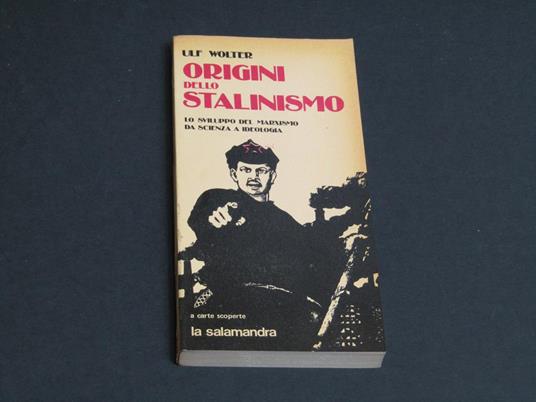 ULF WOLTER
ORIGINI
DELLO
STALINISMO
LO SVILUPPO DEL MARXISMO
DA SCIENZA A IDEOLOGIA
a carte scoperte
la salamandra